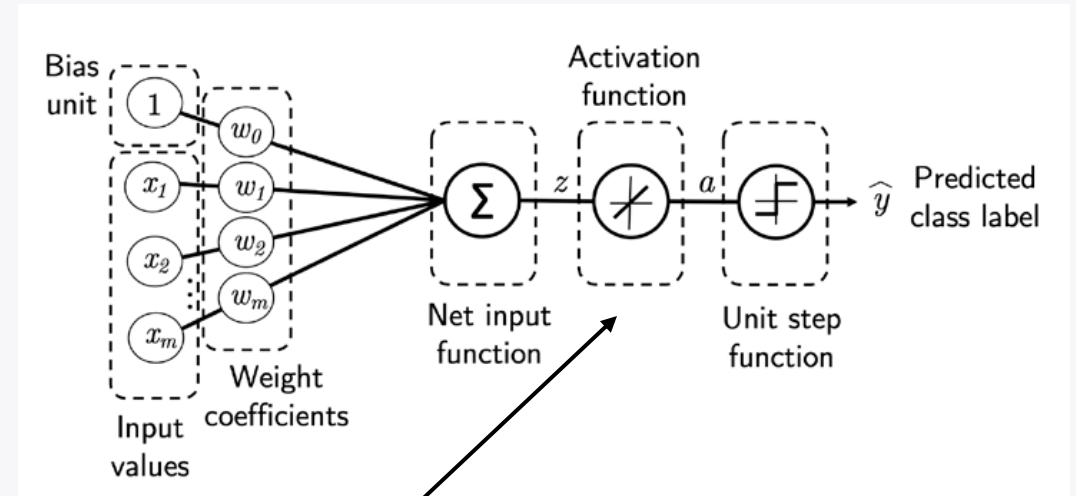 Bias
unit
1
x₁
x₂
⋮
xₘ
Input
values
w₀
w₁
w₂
wₘ
Weight
coefficients
Σ
Net input
function
z
Activation
function
a
Unit step
function
ŷ
Predicted
class label